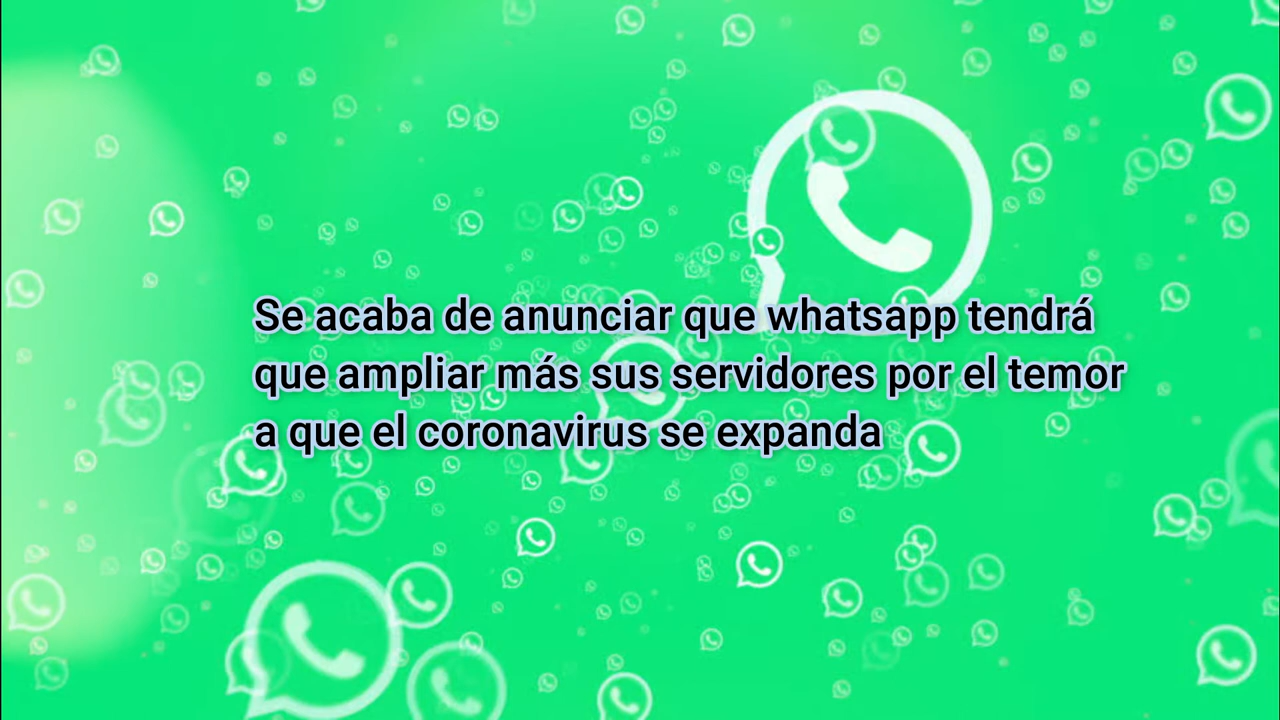 Se acaba de anunciar que whatsapp tendrá
que ampliar más sus servidores por el temor
a que el coronavirus se expanda